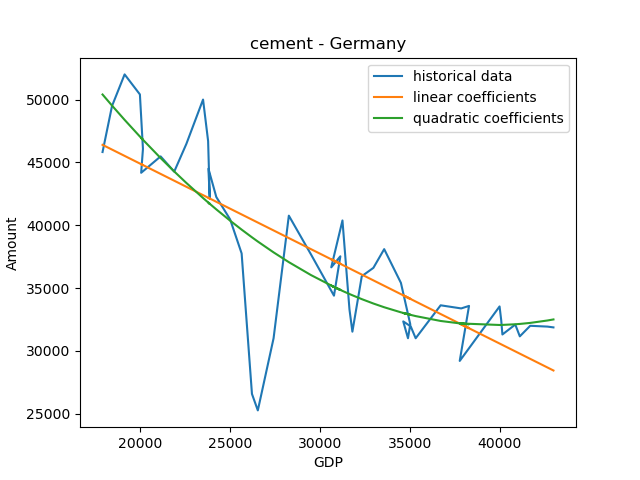 cement - Germany
historical data
linear coefficients
quadratic coefficients
50000
45000
40000
35000
30000
25000
Amount
20000 25000 30000 35000 40000
GDP